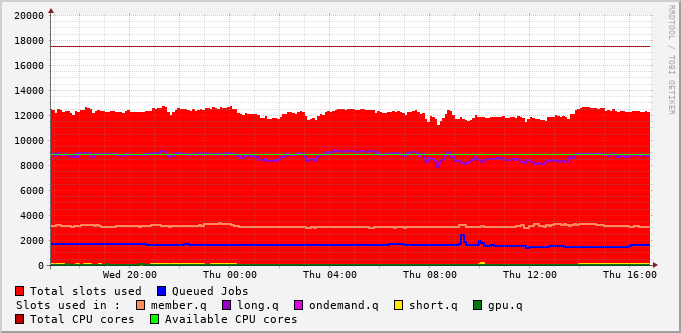 20000
18000
16000
14000
12000
10000
8000
6000
4000
2000
0
Wed 20:00 Thu 00:00 Thu 04:00 Thu 08:00 Thu 12:00 Thu 16:00
RRDTOOL / TOBI OETIKER
Total slots used Queued Jobs
Slots used in : member.q long.q ondemand.q short.q gpu.q
Total CPU cores Available CPU cores